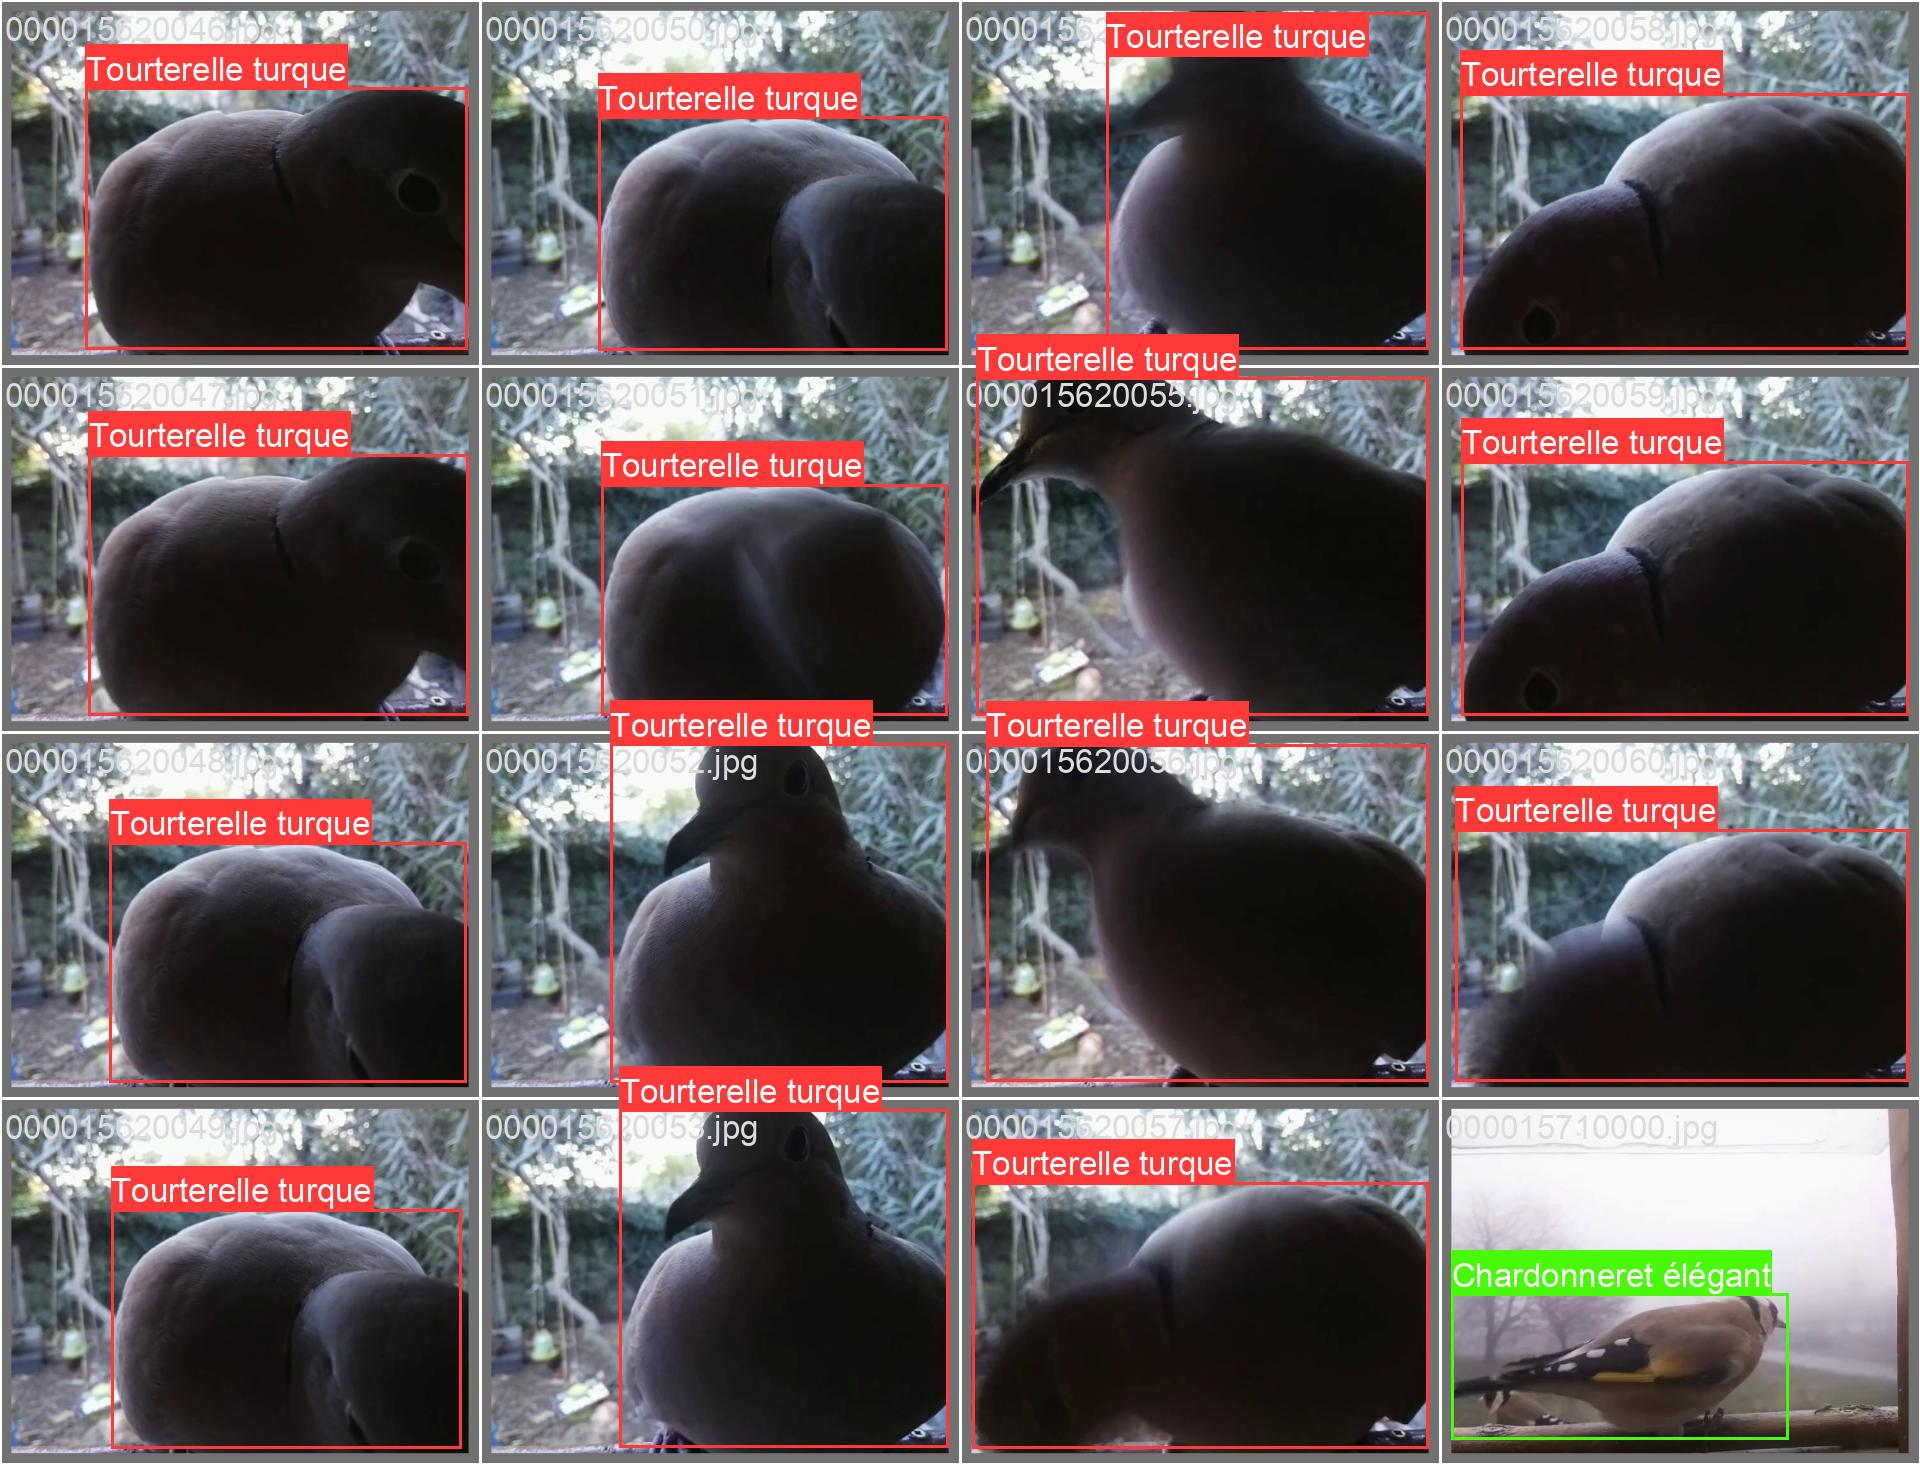 000015620046.jpg
Tourterelle turque
000015620050.jpg
Tourterelle turque
0000156
Tourterelle turque
000015620058.jpg
Tourterelle turque
000015620047.jpg
Tourterelle turque
000015620051.jpg
Tourterelle turque
Tourterelle turque
000015620055.jpg
000015620059.jpg
Tourterelle turque
000015620048.jpg
Tourterelle turque
Tourterelle turque
000015620052.jpg
Tourterelle turque
000015620056.jpg
000015620060.jpg
Tourterelle turque
000015620049.jpg
Tourterelle turque
Tourterelle turque
000015620053.jpg
000015620057.jpg
Tourterelle turque
000015710000.jpg
Chardonneret élégant